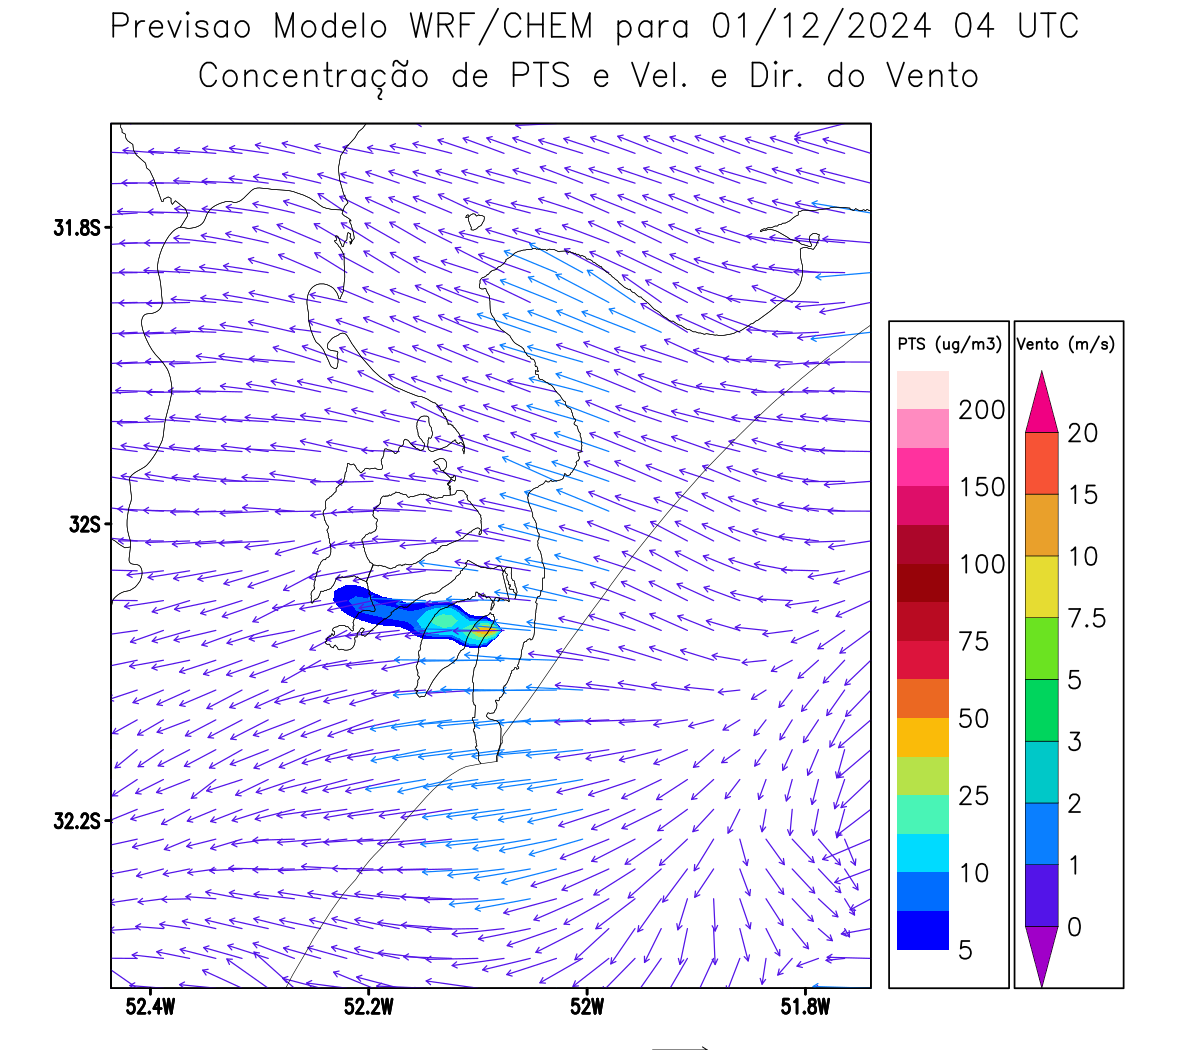 Previsao Modelo WRF/CHEM para 01/12/2024 04 UTC
Concentração de PTS e Vel. e Dir. do Vento
31.8S
32S
32.2S
52.4W
52.2W
52W
51.8W
PTS (ug/m3)
200
150
100
75
50
25
10
5
Vento (m/s)
20
15
10
7.5
5
3
2
1
0